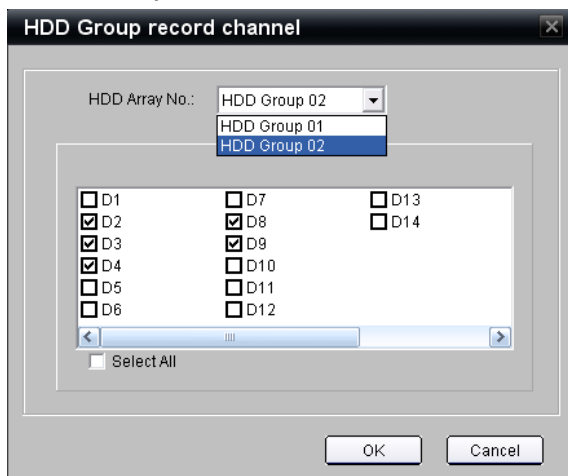 HDD Group record channel
HDD Array No.: HDD Group 02
HDD Group 01
HDD Group 02
D1 D7 D13
D2 D8 D14
D3 D9
D4 D10
D5 D11
D6 D12
Select All
OK Cancel